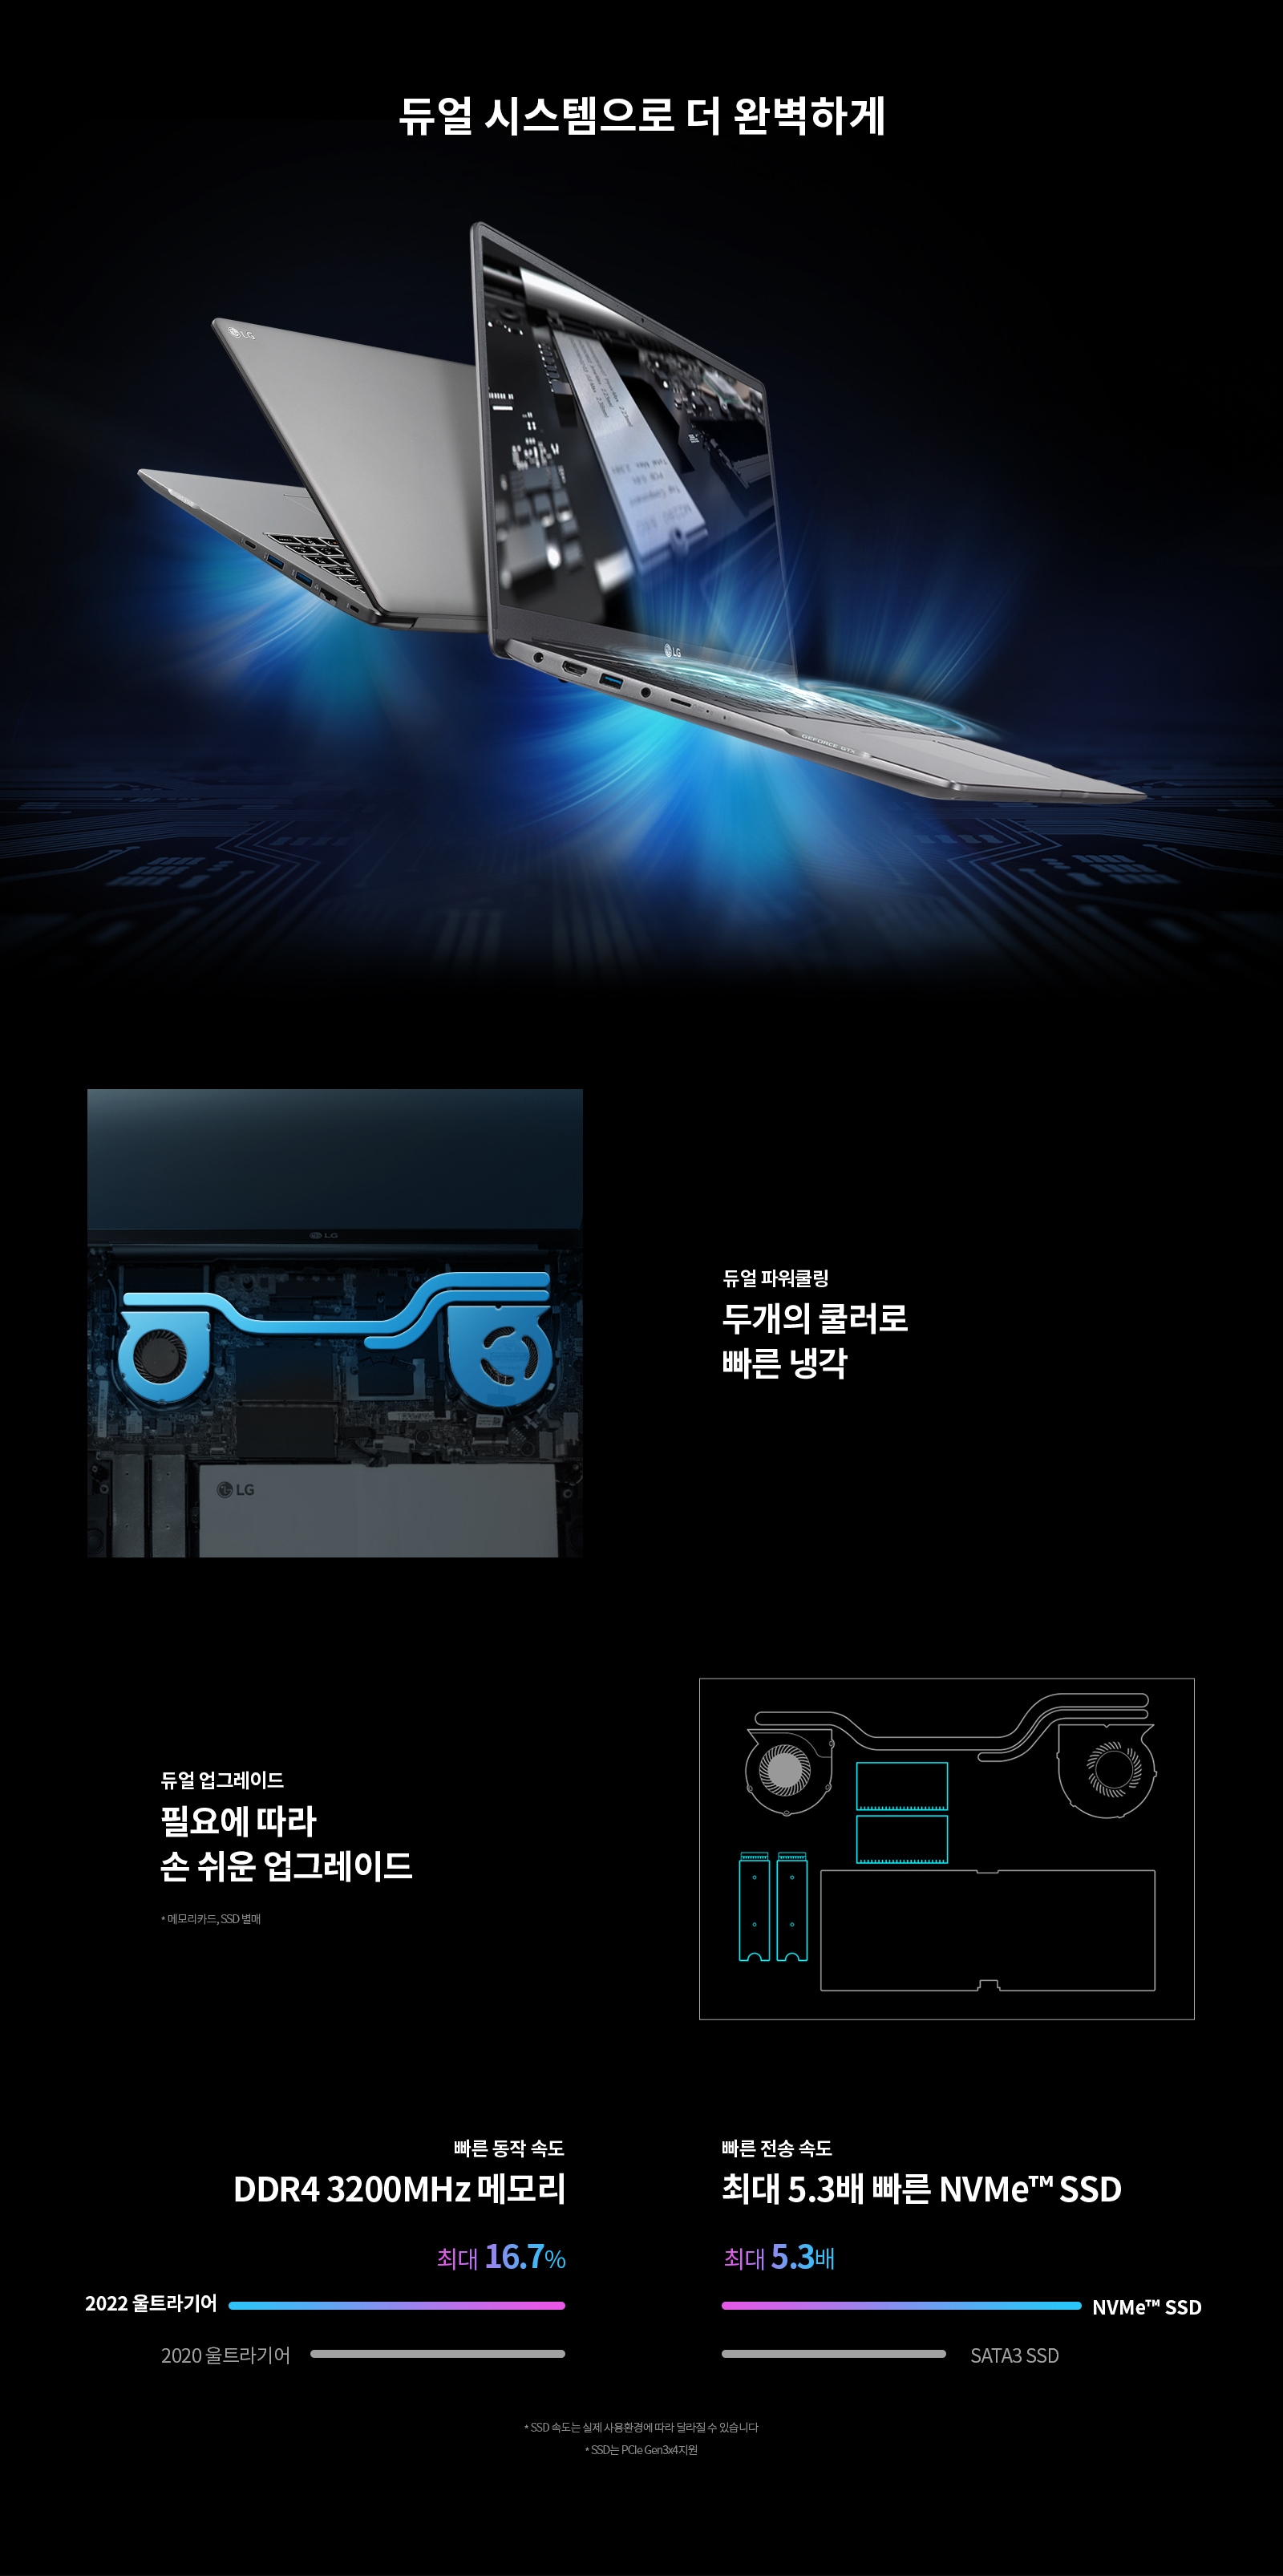 듀얼 시스템으로 더 완벽하게
LG
LG
GEFORCE GTX
LG
LG
듀얼 파워쿨링
두개의 쿨러로
빠른 냉각
듀얼 업그레이드
필요에 따라
손 쉬운 업그레이드
* 메모리카드, SSD 별매
빠른 동작 속도
DDR4 3200MHz 메모리
최대 16.7%
2022 울트라기어
2020 울트라기어
빠른 전송 속도
최대 5.3배 빠른 NVMe™ SSD
최대 5.3배
NVMe™ SSD
SATA3 SSD
* SSD 속도는 실제 사용환경에 따라 달라질 수 있습니다
* SSD는 PCIe Gen3x4지원